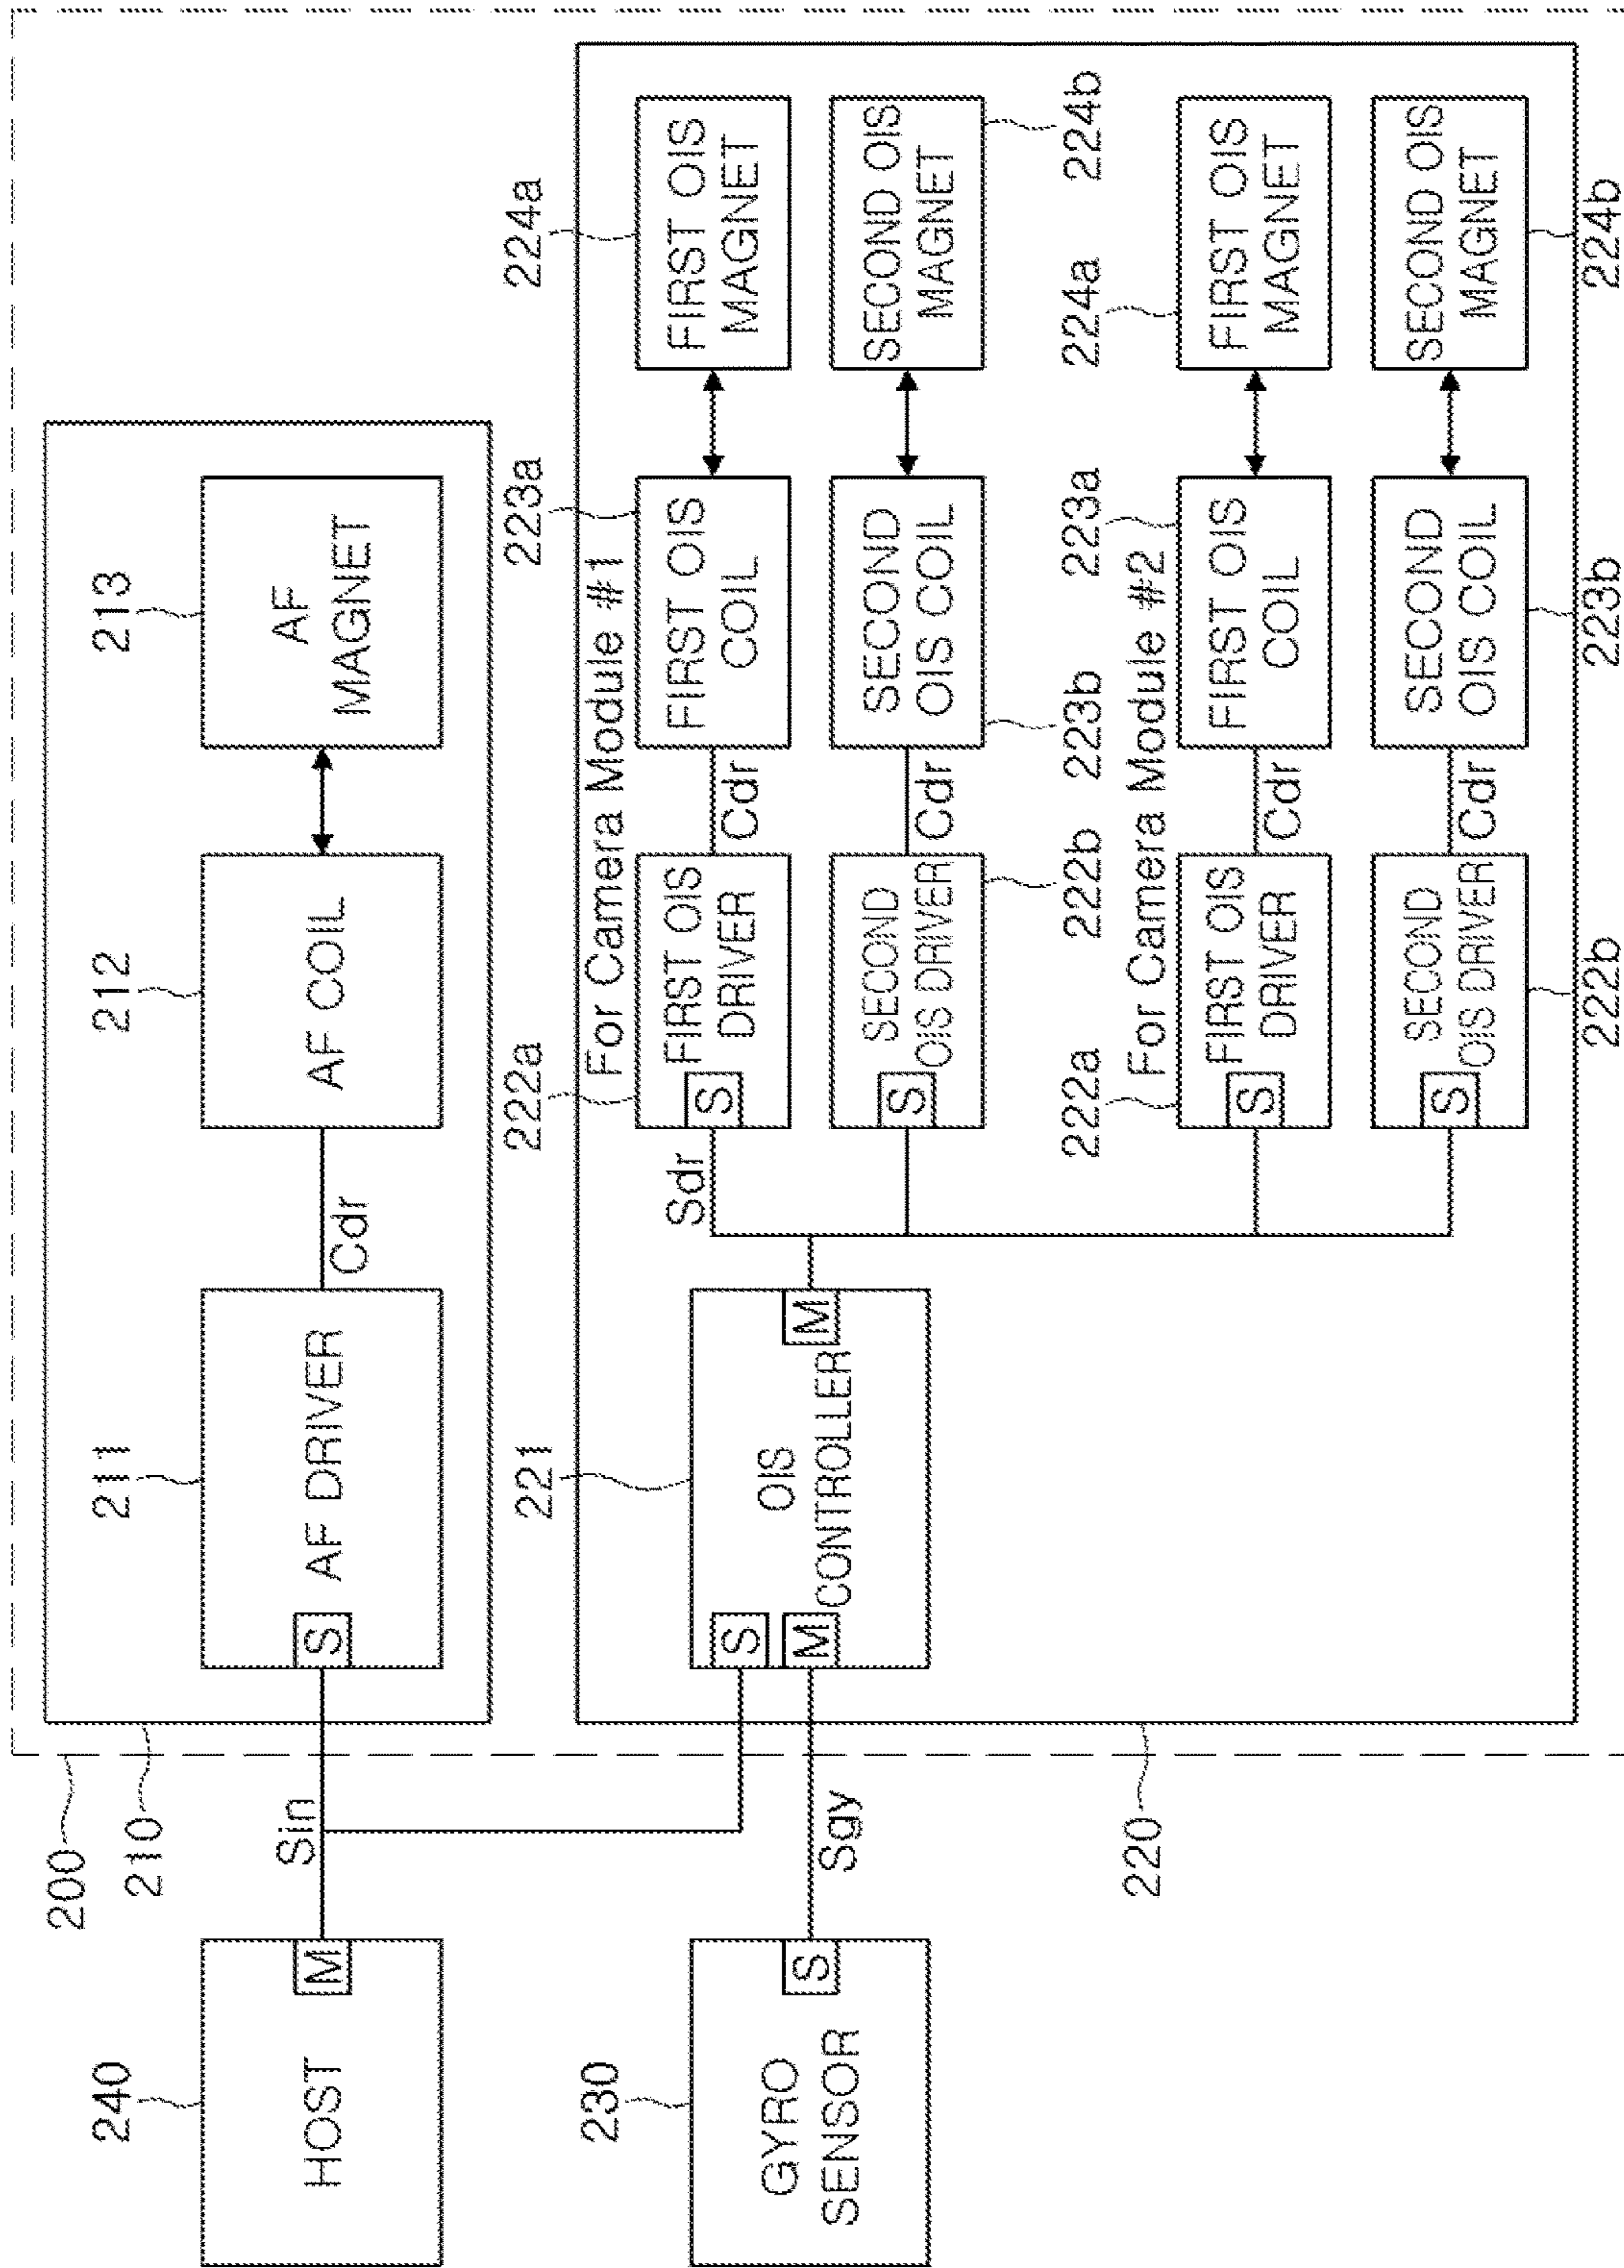 200
210
240
HOST
M
Sin
211
S
AF DRIVER
Cdr
212
AF COIL
213
AF
MAGNET
230
GYRO
SENSOR
S
Sgy
220
221
S
M
OIS
CONTROLLER
M
Sdr
For Camera Module #1
222a
S
FIRST OIS
DRIVER
Cdr
223a
FIRST OIS
COIL
224a
FIRST OIS
MAGNET
S
SECOND
OIS DRIVER
222b
Cdr
SECOND
OIS COIL
223b
SECOND OIS
MAGNET
224b
For Camera Module #2
222a
S
FIRST OIS
DRIVER
Cdr
223a
FIRST OIS
COIL
224a
FIRST OIS
MAGNET
S
SECOND
OIS DRIVER
222b
Cdr
SECOND
OIS COIL
223b
SECOND OIS
MAGNET
224b